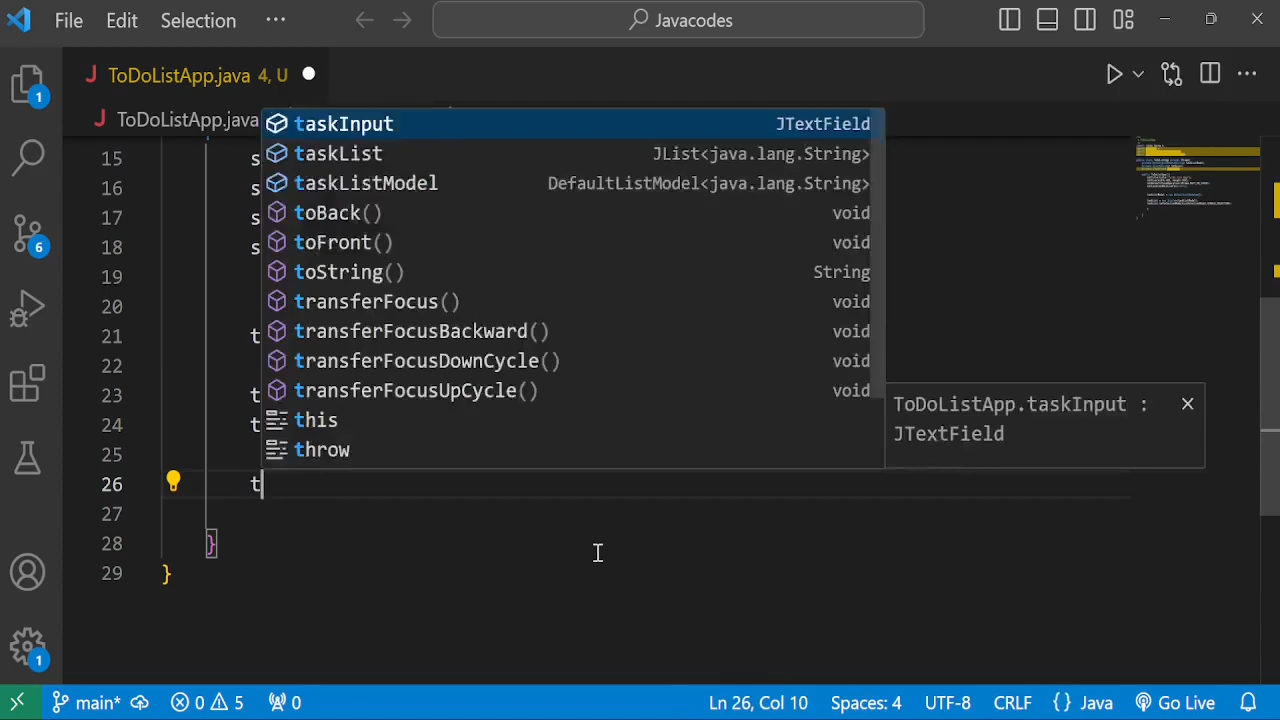 File Edit Selection ··· Javacodes
ToDoListApp.java 4, U
ToDoListApp.java
15 s
16 s
17 s
18 s
19
20
21 t
22
23 t
24 t
25
26 t
27
28 }
29 }
taskInput JTextField
taskList JList<java.lang.String>
taskListModel DefaultListModel<java.lang.String>
toBack() void
toFront() void
toString() String
transferFocus() void
transferFocusBackward() void
transferFocusDownCycle() void
transferFocusUpCycle() void
this
throw
ToDoListApp.taskInput :
JTextField
1
6
1
main* 0 5 0 Ln 26, Col 10 Spaces: 4 UTF-8 CRLF {} Java Go Live